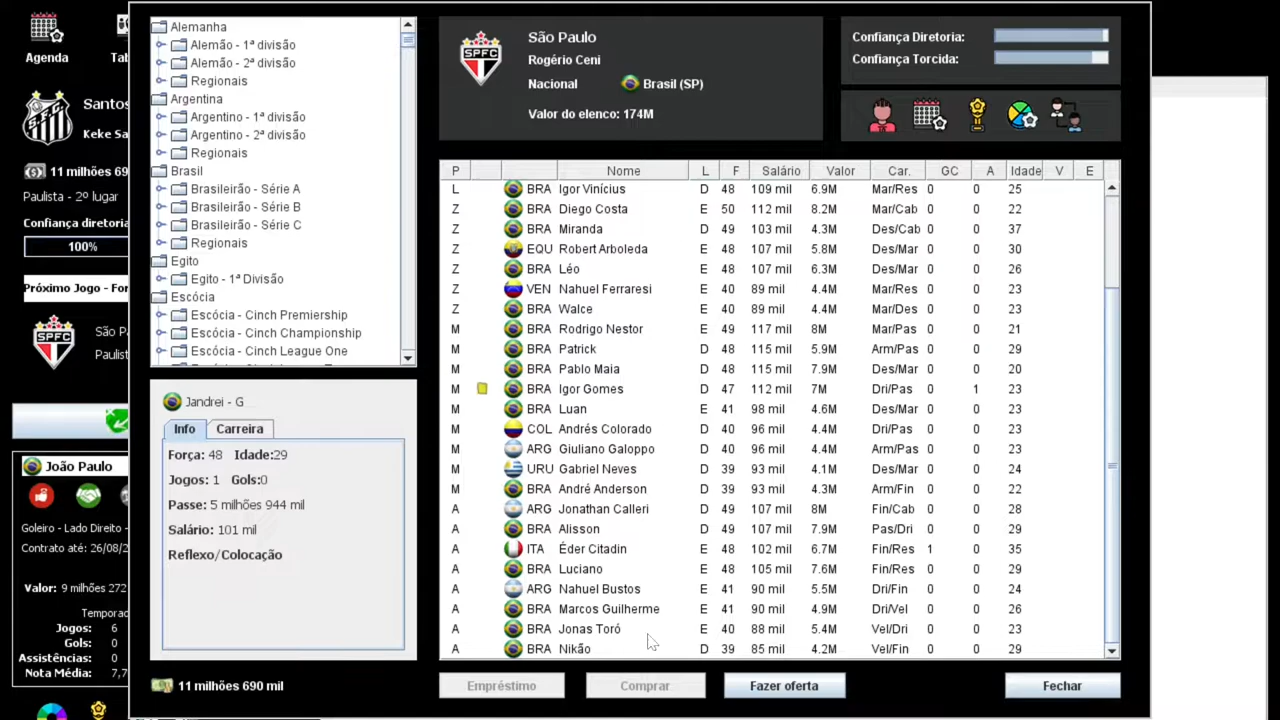 Agenda
Tab
Santos
Keke Sa
11 milhões 69
Paulista - 2º lugar
Confiança diretoria
100%
Próximo Jogo - For
SPFC
São P
Paulist
João Paulo
Goleiro - Lado Direito -
Contrato até: 26/08/2
Valor: 9 milhões 272
Temporad
Jogos: 6
Gols: 0
Assistências: 0
Nota Média: 7,7
Alemanha
Alemão - 1ª divisão
Alemão - 2ª divisão
Regionais
Argentina
Argentino - 1ª divisão
Argentino - 2ª divisão
Regionais
Brasil
Brasileirão - Série A
Brasileirão - Série B
Brasileirão - Série C
Regionais
Egito
Egito - 1ª Divisão
Escócia
Escócia - Cinch Premiership
Escócia - Cinch Championship
Escócia - Cinch League One
Jandrei - G
Info Carreira
Força: 48 Idade:29
Jogos: 1 Gols:0
Passe: 5 milhões 944 mil
Salário: 101 mil
Reflexo/Colocação
11 milhões 690 mil
SPFC
São Paulo
Rogério Ceni
Nacional Brasil (SP)
Valor do elenco: 174M
Confiança Diretoria:
Confiança Torcida:
P Nome L F Salário Valor Car. GC A Idade V E
L BRA Igor Vinícius D 48 109 mil 6.9M Mar/Res 0 0 25
Z BRA Diego Costa E 50 112 mil 8.2M Mar/Cab 0 0 22
Z BRA Miranda D 49 103 mil 4.3M Des/Cab 0 0 37
Z EQU Robert Arboleda E 48 107 mil 5.8M Des/Mar 0 0 30
Z BRA Léo E 48 107 mil 6.3M Des/Mar 0 0 26
Z VEN Nahuel Ferraresi E 40 89 mil 4.4M Mar/Res 0 0 23
Z BRA Walce E 40 89 mil 4.4M Mar/Des 0 0 23
M BRA Rodrigo Nestor E 49 117 mil 8M Mar/Pas 0 0 21
M BRA Patrick D 48 115 mil 5.9M Arm/Pas 0 0 29
M BRA Pablo Maia D 48 115 mil 7.9M Des/Mar 0 0 20
M BRA Igor Gomes D 47 112 mil 7M Dri/Pas 0 1 23
M BRA Luan E 41 98 mil 4.6M Des/Mar 0 0 23
M COL Andrés Colorado D 40 96 mil 4.4M Dri/Pas 0 0 23
M ARG Giuliano Galoppo D 40 96 mil 4.4M Arm/Pas 0 0 23
M URU Gabriel Neves D 39 93 mil 4.1M Des/Mar 0 0 24
M BRA André Anderson D 39 93 mil 4.3M Arm/Fin 0 0 22
A ARG Jonathan Calleri D 49 107 mil 8M Fin/Cab 0 0 28
A BRA Alisson D 49 107 mil 7.9M Pas/Dri 0 0 29
A ITA Éder Citadin E 48 102 mil 6.7M Fin/Res 1 0 35
A BRA Luciano E 48 105 mil 7.6M Fin/Res 0 0 29
A ARG Nahuel Bustos E 41 90 mil 5.5M Dri/Fin 0 0 24
A BRA Marcos Guilherme E 41 90 mil 4.9M Dri/Vel 0 0 26
A BRA Jonas Toró E 40 88 mil 5.4M Vel/Dri 0 0 23
A BRA Nikão D 39 85 mil 4.2M Vel/Fin 0 0 29
Empréstimo Comprar Fazer oferta Fechar